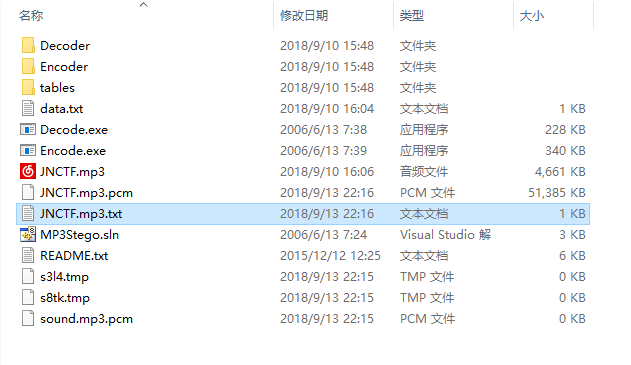 名称 修改日期 类型 大小
Decoder 2018/9/10 15:48 文件夹
Encoder 2018/9/10 15:48 文件夹
tables 2018/9/10 15:48 文件夹
data.txt 2018/9/10 16:04 文本文档 1 KB
Decode.exe 2006/6/13 7:38 应用程序 228 KB
Encode.exe 2006/6/13 7:39 应用程序 340 KB
JNCTF.mp3 2018/9/10 16:06 音频文件 4,661 KB
JNCTF.mp3.pcm 2018/9/13 22:16 PCM 文件 51,385 KB
JNCTF.mp3.txt 2018/9/13 22:16 文本文档 1 KB
MP3Stego.sln 2006/6/13 7:24 Visual Studio 解 3 KB
README.txt 2015/12/12 12:25 文本文档 6 KB
s3l4.tmp 2018/9/13 22:15 TMP 文件 0 KB
s8tk.tmp 2018/9/13 22:15 TMP 文件 0 KB
sound.mp3.pcm 2018/9/13 22:15 PCM 文件 0 KB